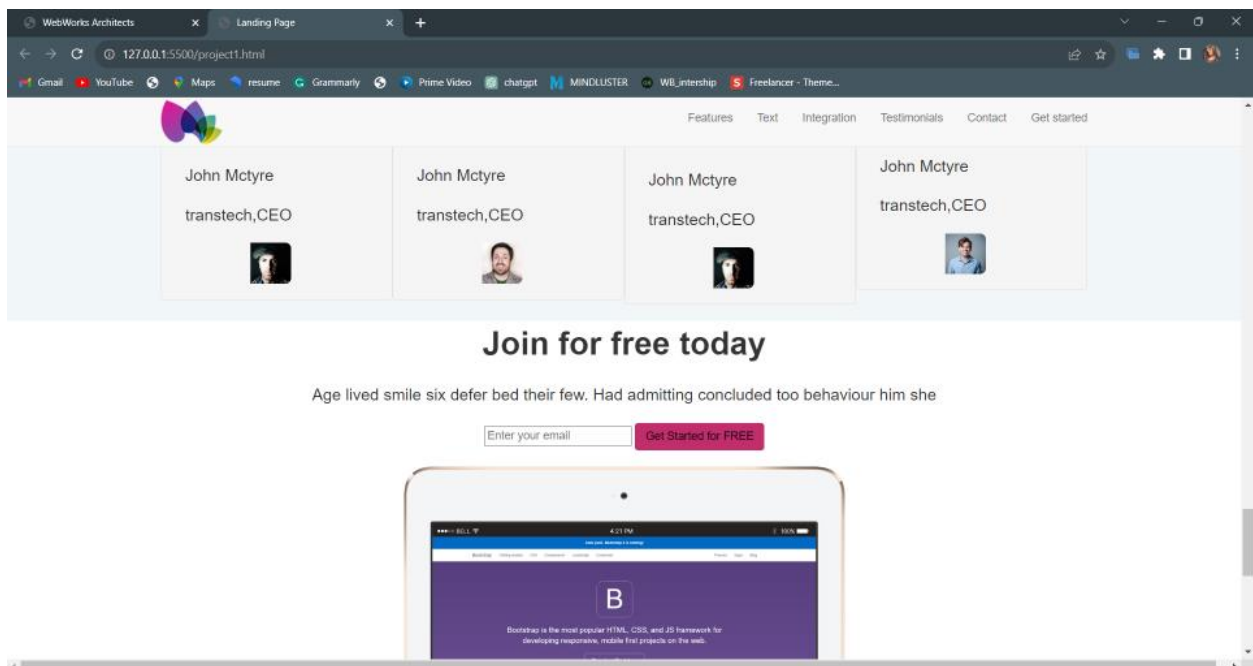 WebWorks Architects
Landing Page
127.0.0.1:5500/project1.html
Gmail YouTube Maps resume Grammarly Prime Video chatgpt MINDLUSTER WB_intership Freelancer - Theme...
Features Text Integration Testimonials Contact Get started
John Mctyre
transtech,CEO
John Mctyre
transtech,CEO
John Mctyre
transtech,CEO
John Mctyre
transtech,CEO
Join for free today
Age lived smile six defer bed their few. Had admitting concluded too behaviour him she
Enter your email Get Started for FREE
BELL 4:21 PM 100%
Bootstrap
B
Bootstrap is the most popular HTML, CSS, and JS framework for
developing responsive, mobile first projects on the web.